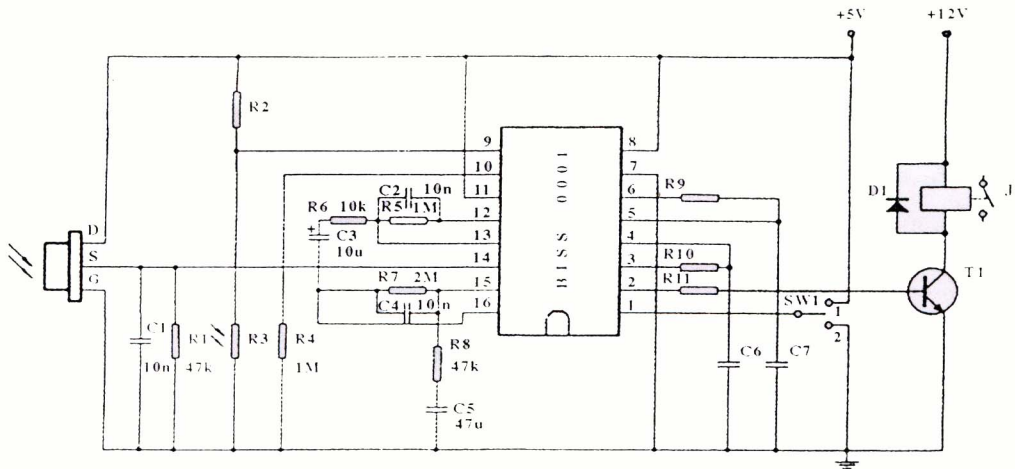 +5V
+12V
R2
9
8
10
7
C2
10n
11
6
R9
D1
J
R6
10k
R5
1M
12
5
D
C3
10u
13
4
S
14
3
R10
T1
R7
2M
15
2
R11
G
C4
10n
16
1
SW1
1
2
BISS 0001
C1
10n
R1
47k
R3
R4
1M
R8
47k
C6
C7
C5
47u